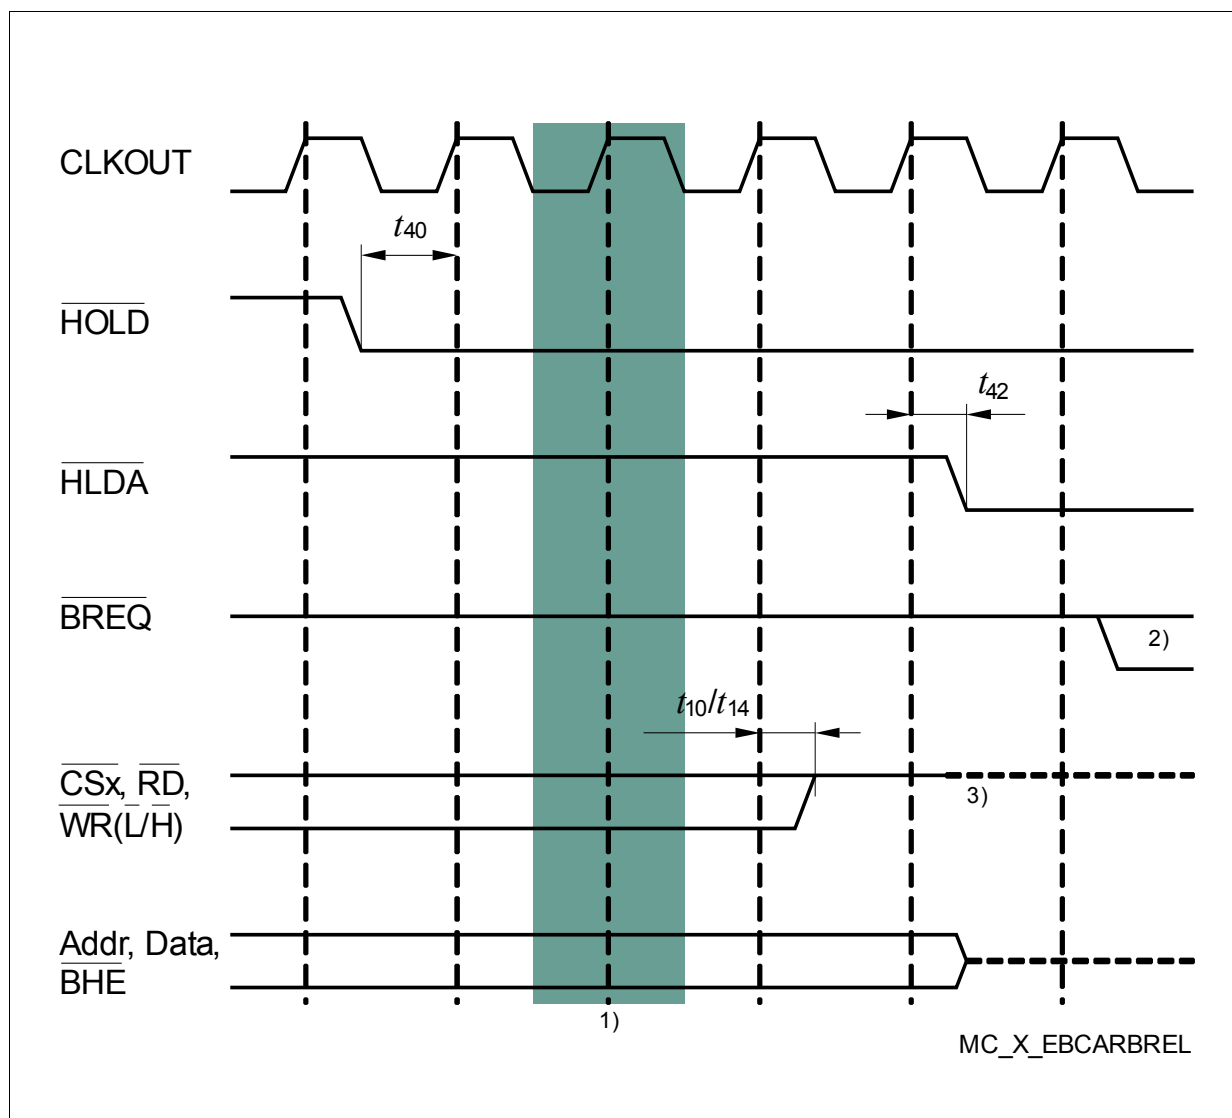 CLKOUT
t40
HOLD
t42
HLDA
BREQ
2)
t10/t14
CSx, RD,
3)
WR(L/H)
Addr, Data,
BHE
1)
MC_X_EBCARBREL